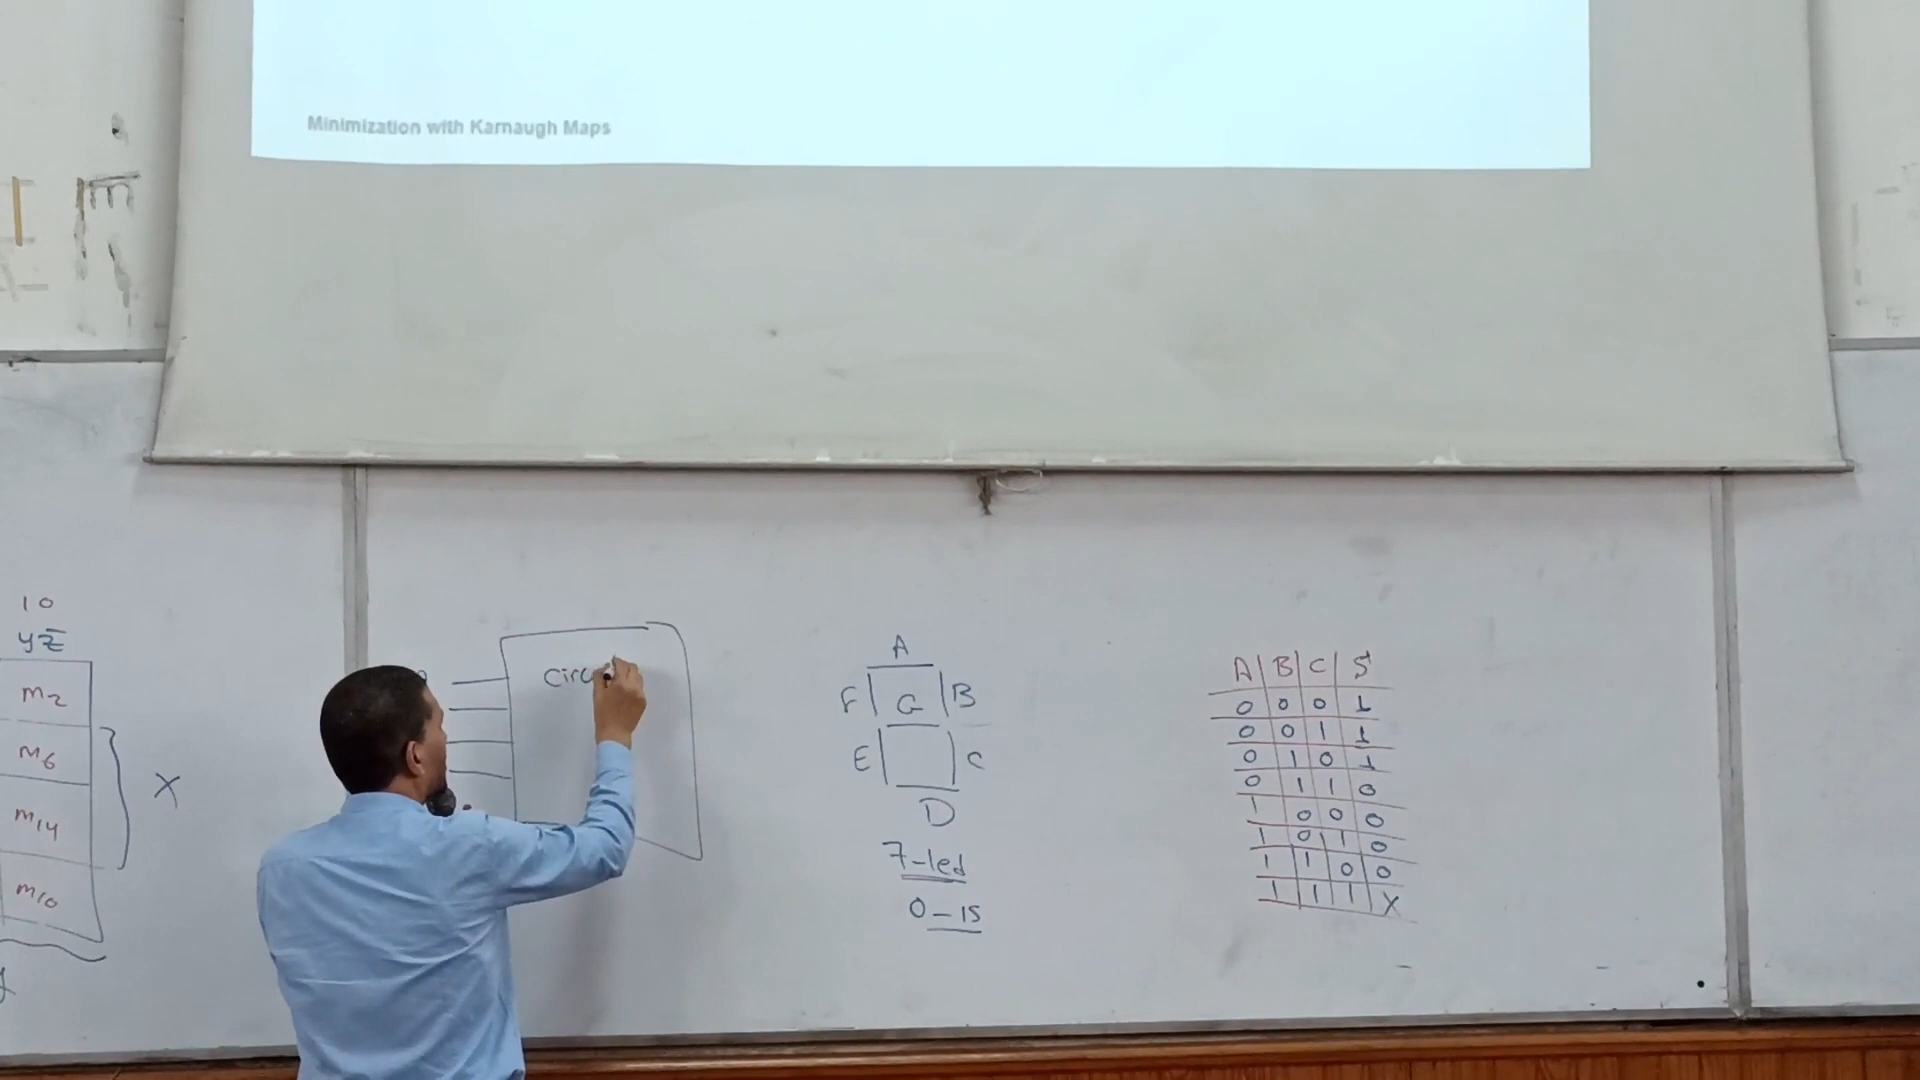 Minimization with Karnaugh Maps
10
yz̅
m2
m6
m14
m10
X
Circ
A
F G B
E C
D
7-led
0-15
A B C S
0 0 0 1
0 0 1 1
0 1 0 1
0 1 1 0
1 0 0 0
1 0 1 0
1 1 0 0
1 1 1 X